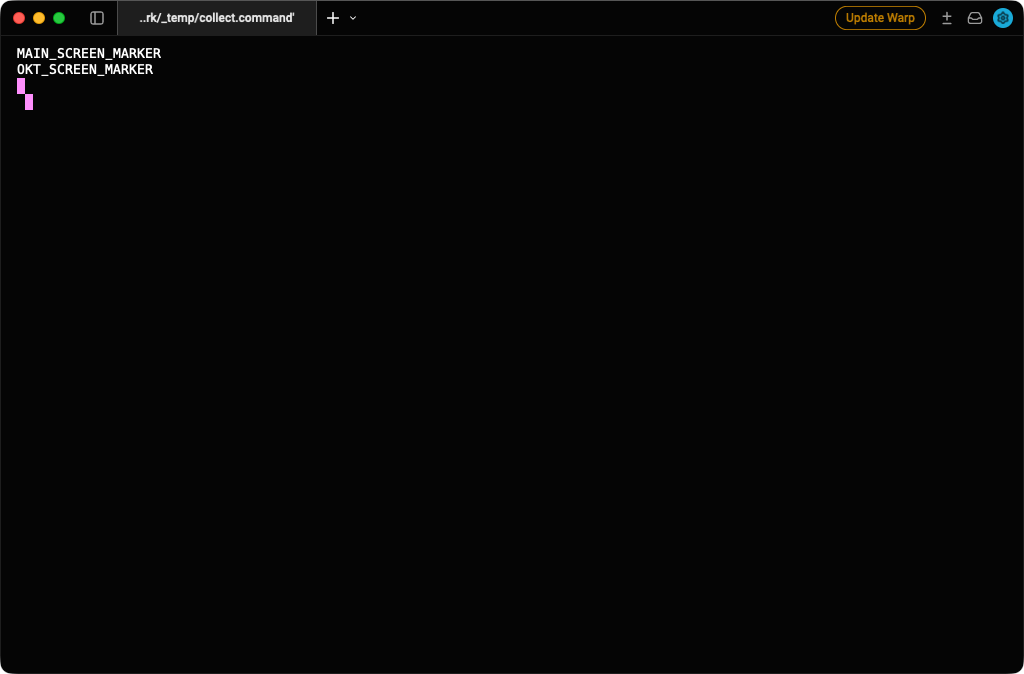 ..rk/_temp/collect.command'
Update Warp
MAIN_SCREEN_MARKER
OKT_SCREEN_MARKER